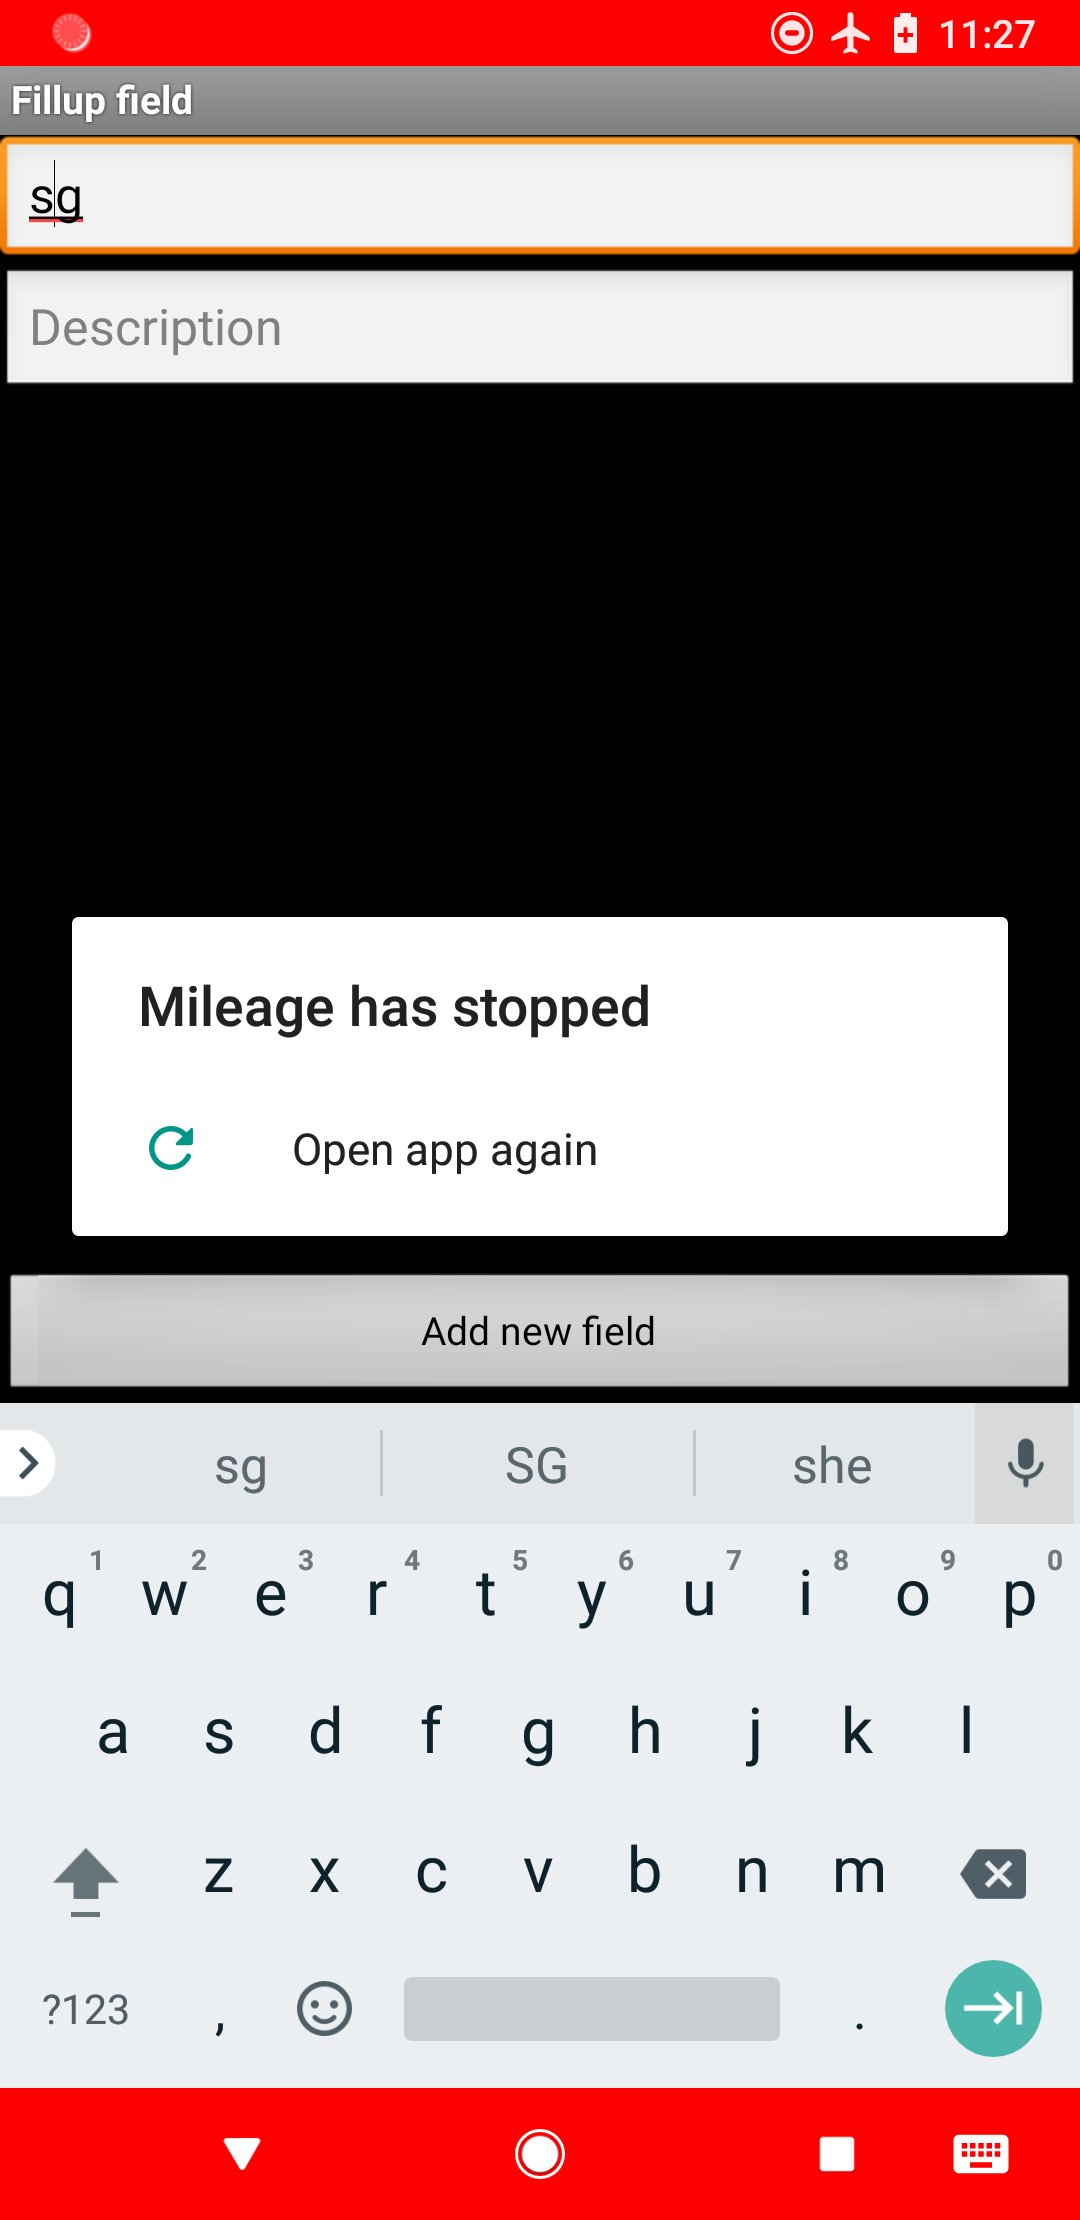 11:27
Fillup field
sg
Description
Mileage has stopped
Open app again
Add new field
sg SG she
1 2 3 4 5 6 7 8 9 0
q w e r t y u i o p
a s d f g h j k l
z x c v b n m
?123 , .